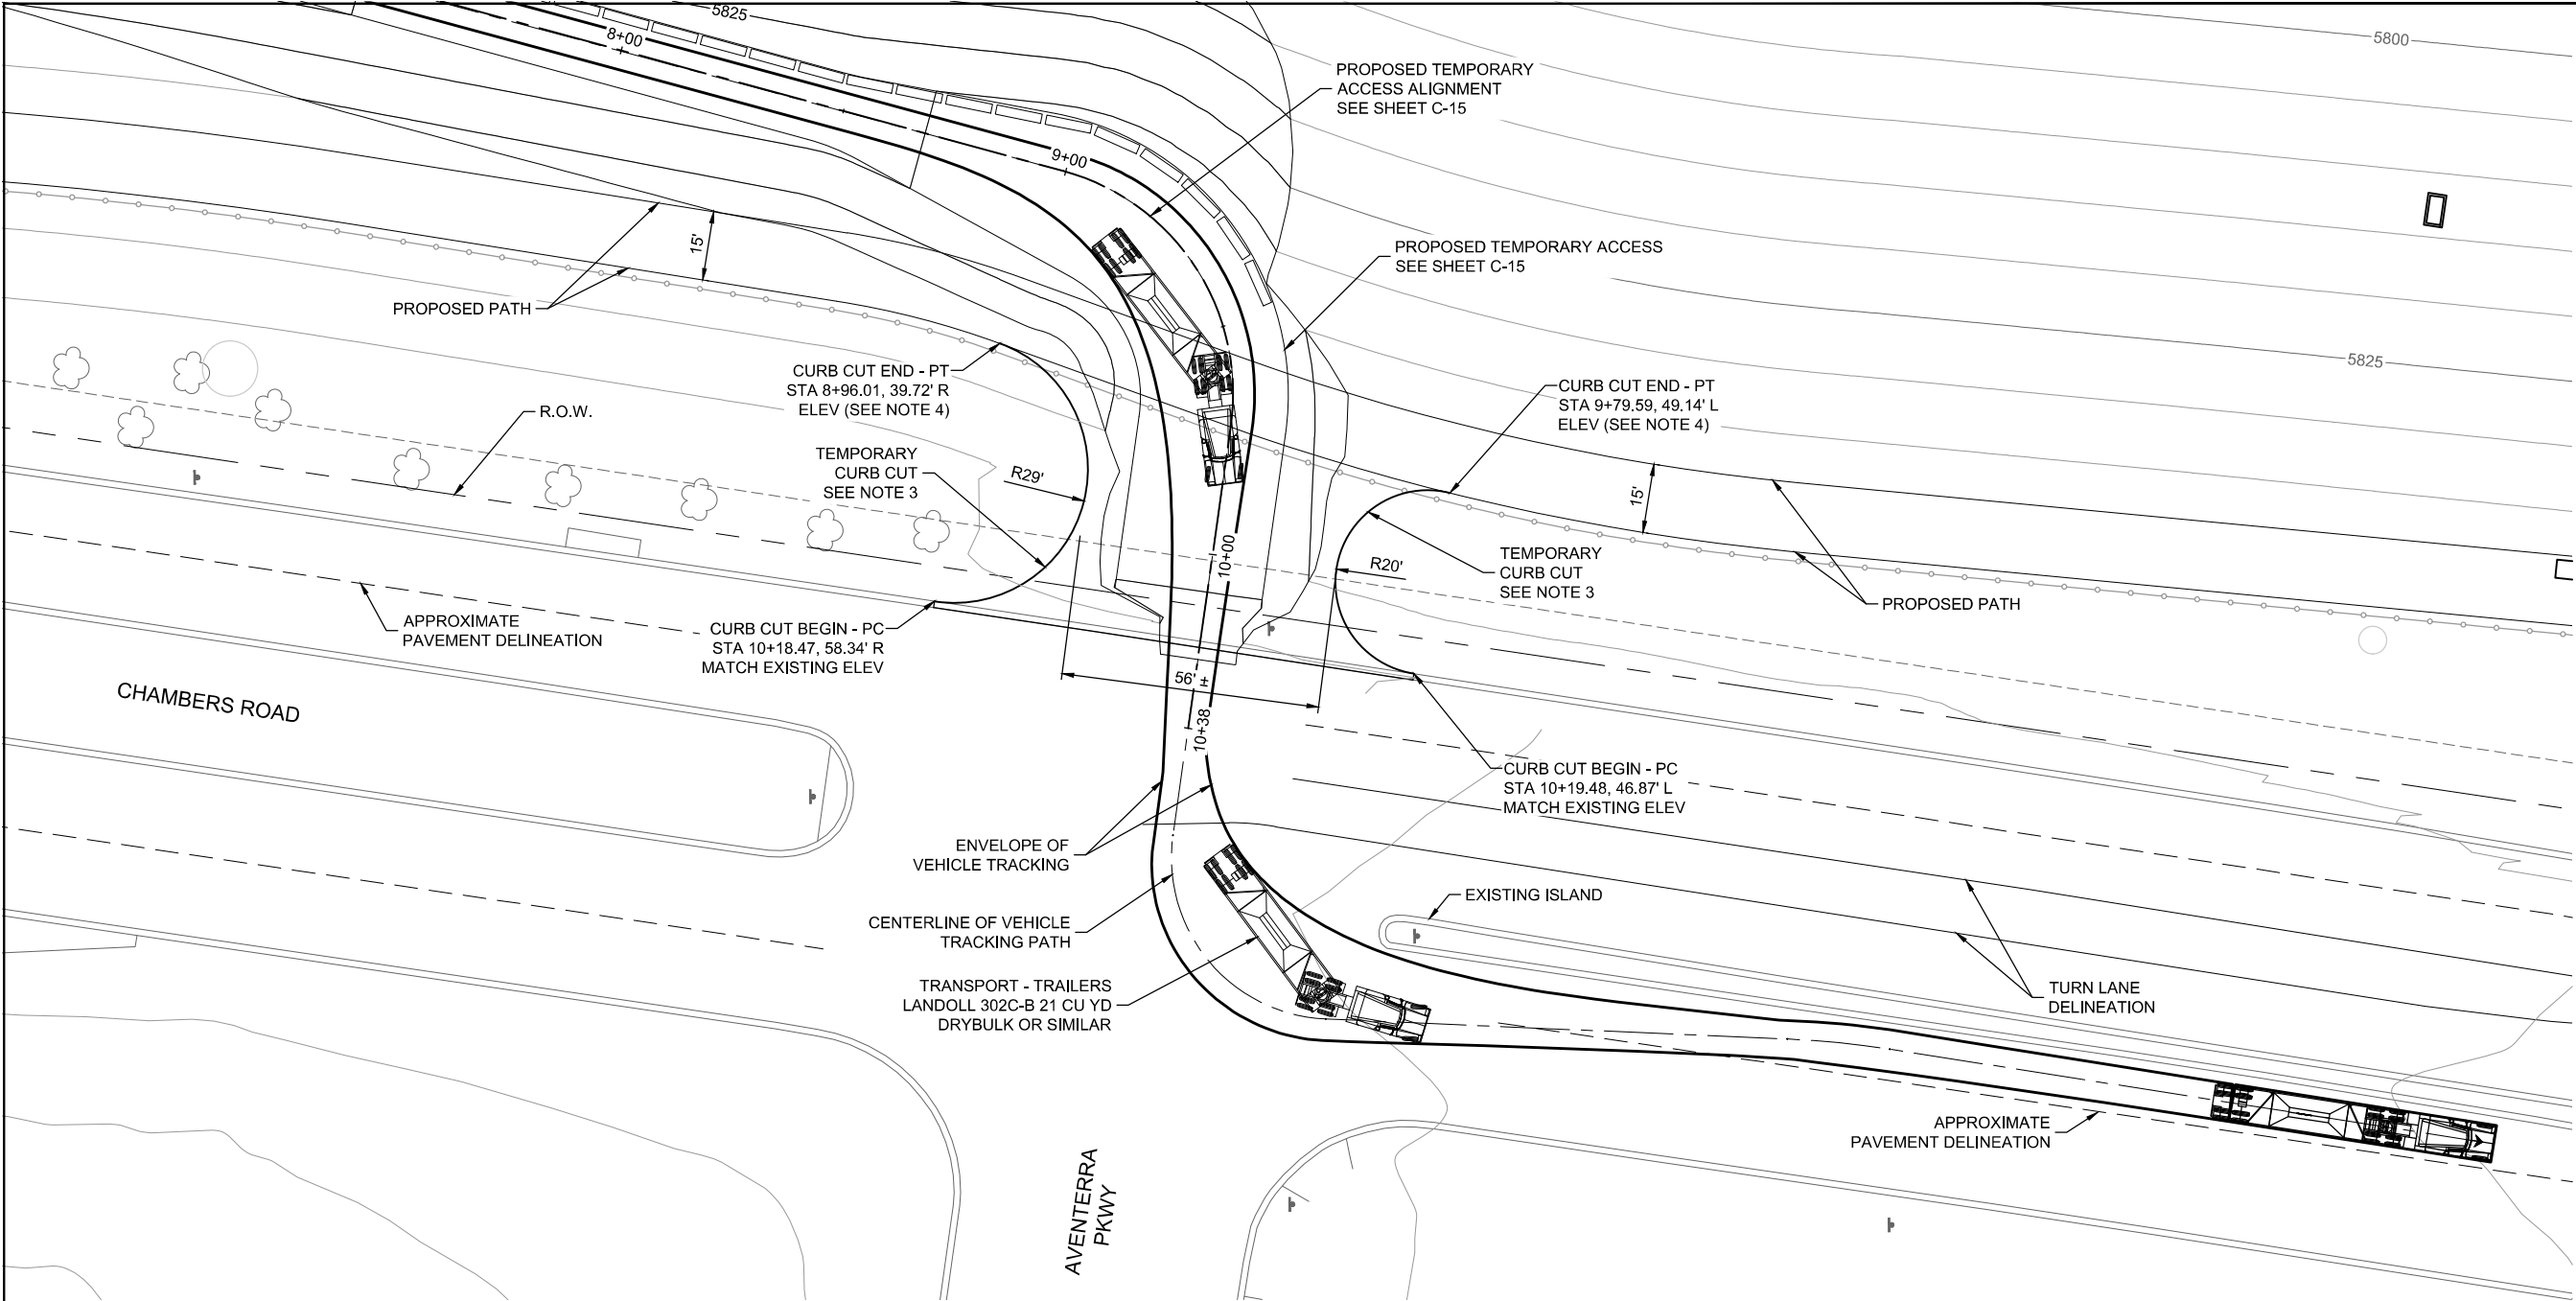 5825
8+00
5800
PROPOSED TEMPORARY
ACCESS ALIGNMENT
SEE SHEET C-15
9+00
15'
PROPOSED TEMPORARY ACCESS
SEE SHEET C-15
PROPOSED PATH
5825
CURB CUT END - PT
STA 8+96.01, 39.72' R
ELEV (SEE NOTE 4)
CURB CUT END - PT
STA 9+79.59, 49.14' L
ELEV (SEE NOTE 4)
R.O.W.
TEMPORARY
CURB CUT
SEE NOTE 3
R29'
15'
10+00
R20'
TEMPORARY
CURB CUT
SEE NOTE 3
PROPOSED PATH
APPROXIMATE
PAVEMENT DELINEATION
CURB CUT BEGIN - PC
STA 10+18.47, 58.34' R
MATCH EXISTING ELEV
56' ±
CHAMBERS ROAD
10+38
CURB CUT BEGIN - PC
STA 10+19.48, 46.87' L
MATCH EXISTING ELEV
ENVELOPE OF
VEHICLE TRACKING
EXISTING ISLAND
CENTERLINE OF VEHICLE
TRACKING PATH
TRANSPORT - TRAILERS
LANDOLL 302C-B 21 CU YD
DRYBULK OR SIMILAR
TURN LANE
DELINEATION
APPROXIMATE
PAVEMENT DELINEATION
AVENTERRA
PKWY